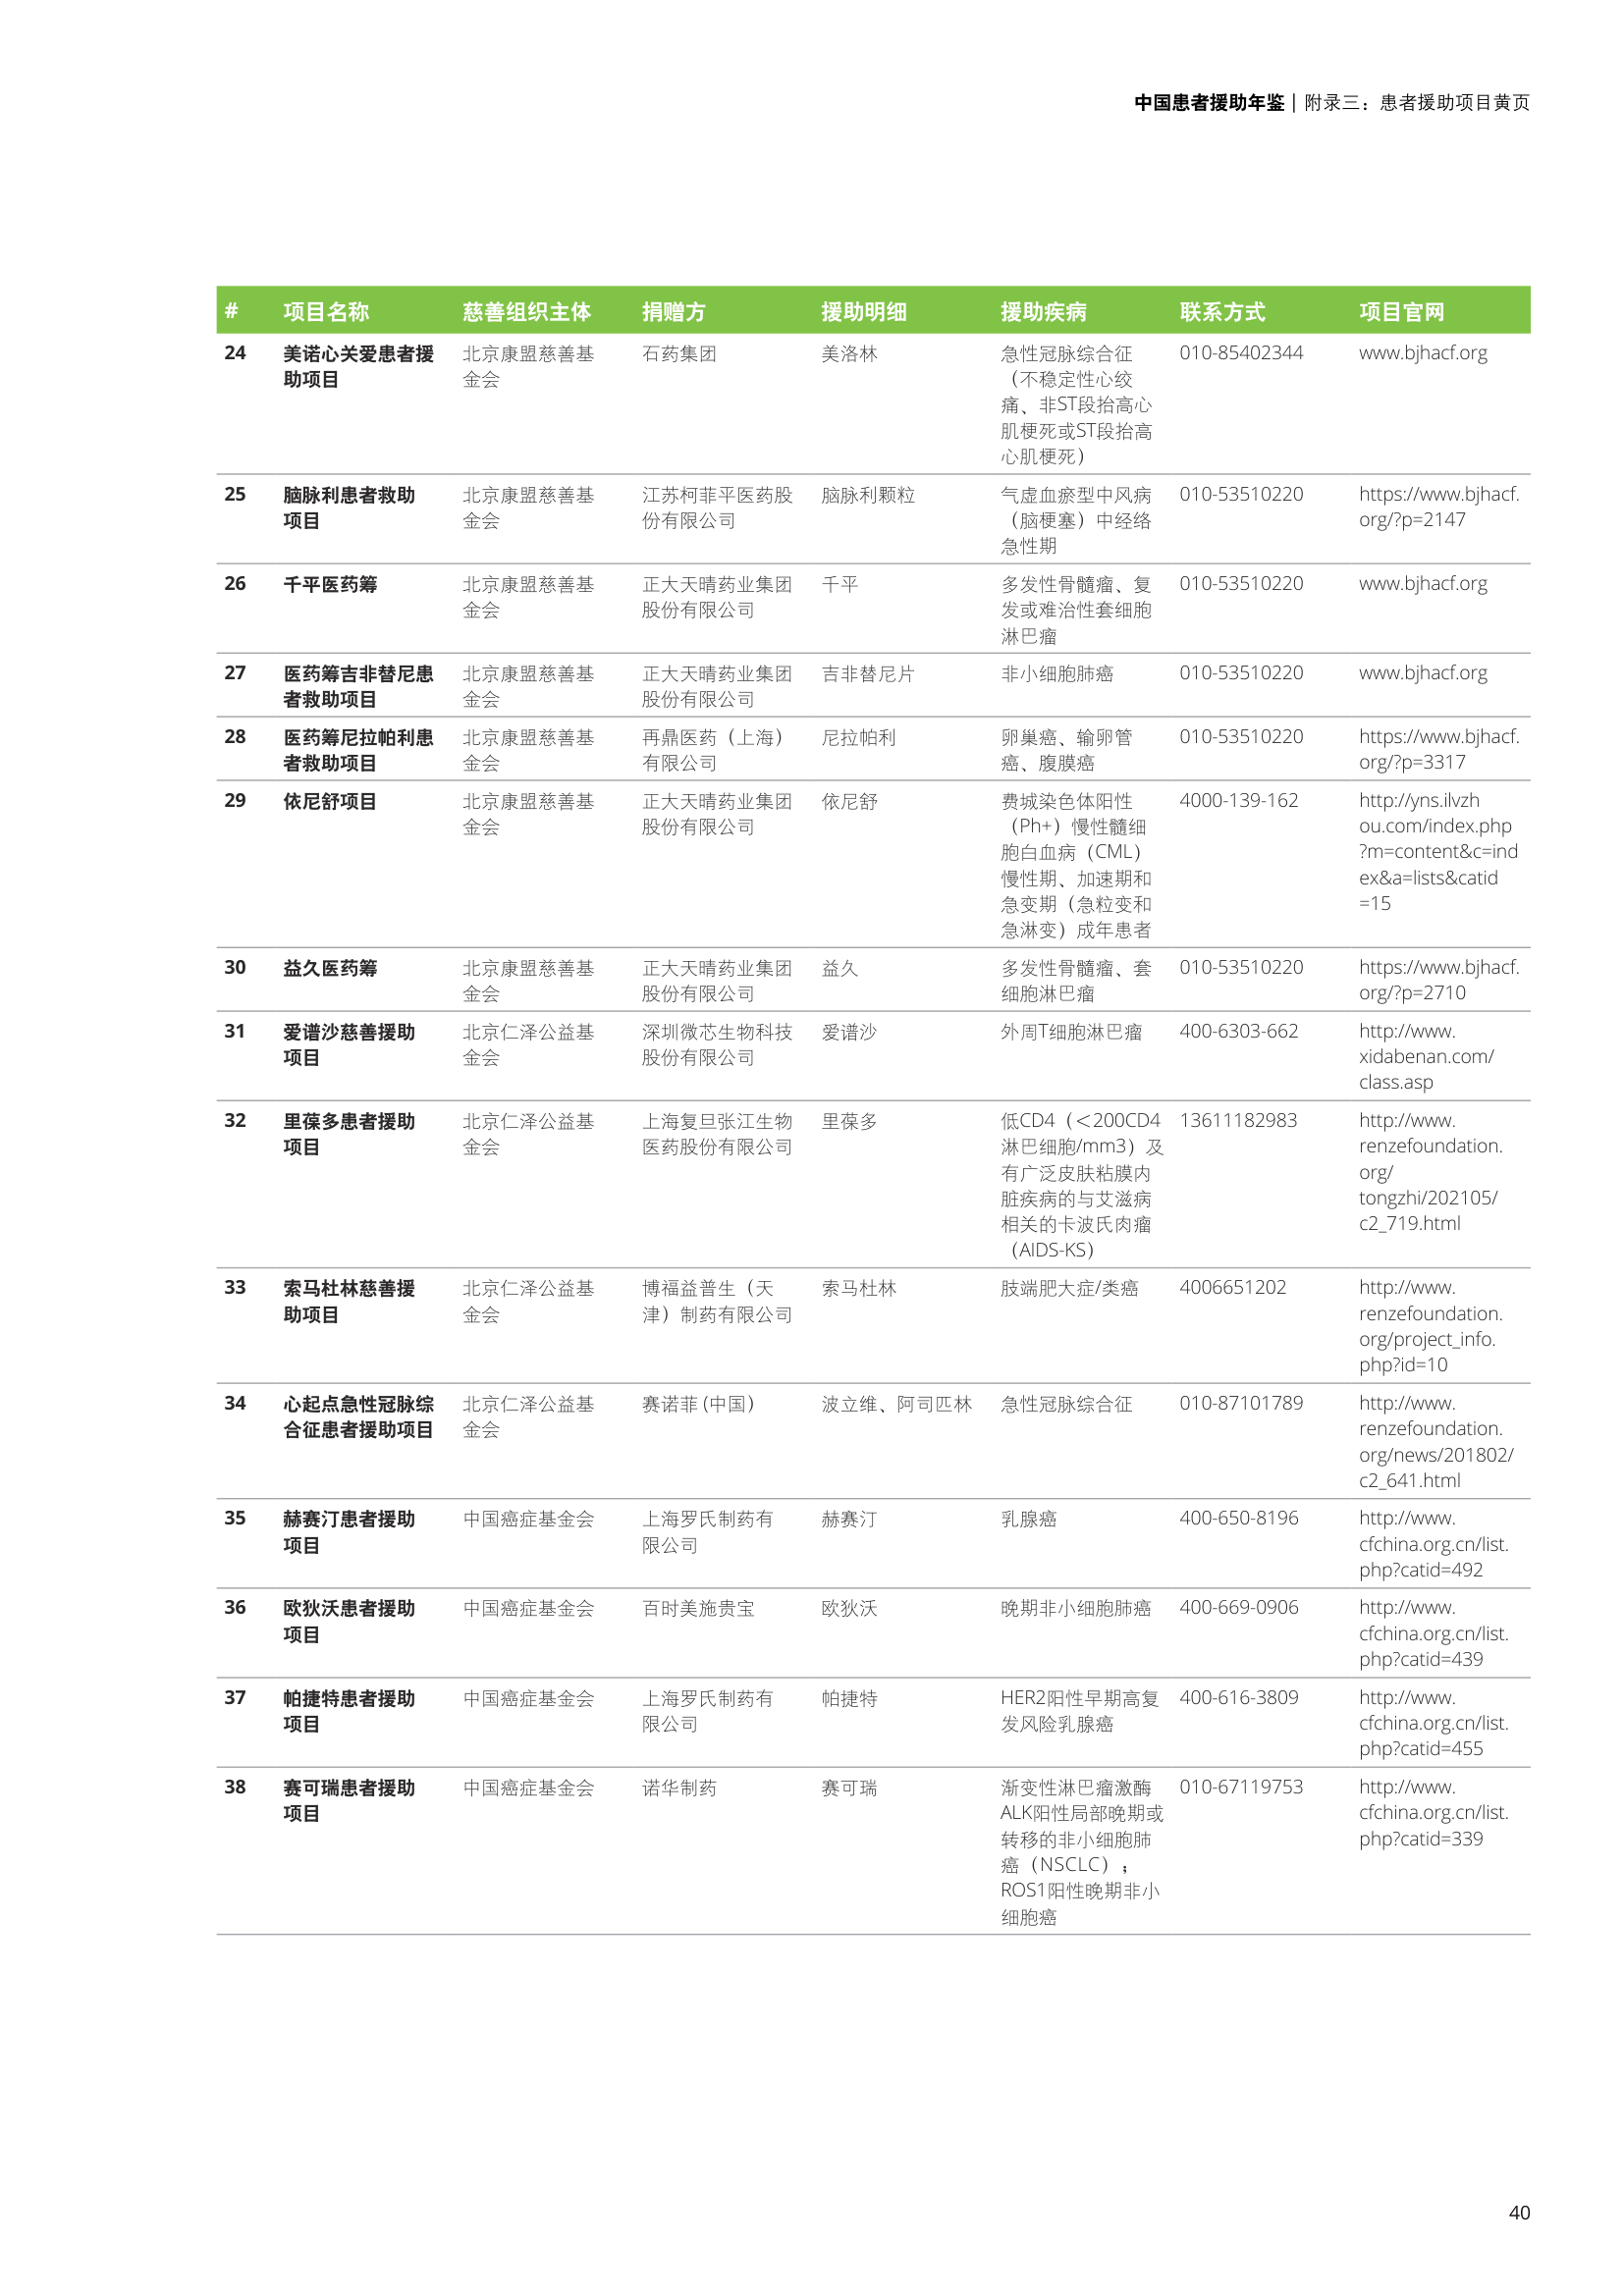 中国患者援助年鉴 | 附录三：患者援助项目黄页
# 项目名称 慈善组织主体 捐赠方 援助明细 援助疾病 联系方式 项目官网
24 美诺心关爱患者援 北京康盟慈善基 石药集团 美洛林 急性冠脉综合征 010-85402344 www.bjhacf.org
助项目 金会 （不稳定性心绞
痛、非ST段抬高心
肌梗死或ST段抬高
心肌梗死）
25 脑脉利患者救助 北京康盟慈善基 江苏柯菲平医药股 脑脉利颗粒 气虚血瘀型中风病 010-53510220 https://www.bjhacf.
项目 金会 份有限公司 （脑梗塞）中经络 org/?p=2147
急性期
26 千平医药筹 北京康盟慈善基 正大天晴药业集团 千平 多发性骨髓瘤、复 010-53510220 www.bjhacf.org
金会 股份有限公司 发或难治性套细胞
淋巴瘤
27 医药筹吉非替尼患 北京康盟慈善基 正大天晴药业集团 吉非替尼片 非小细胞肺癌 010-53510220 www.bjhacf.org
者救助项目 金会 股份有限公司
28 医药筹尼拉帕利患 北京康盟慈善基 再鼎医药（上海） 尼拉帕利 卵巢癌、输卵管 010-53510220 https://www.bjhacf.
者救助项目 金会 有限公司 癌、腹膜癌 org/?p=3317
29 依尼舒项目 北京康盟慈善基 正大天晴药业集团 依尼舒 费城染色体阳性 4000-139-162 http://yns.ilvzh
金会 股份有限公司 （Ph+）慢性髓细 ou.com/index.php
胞白血病（CML） ?m=content&c=ind
慢性期、加速期和 ex&a=lists&catid
急变期（急粒变和 =15
急淋变）成年患者
30 益久医药筹 北京康盟慈善基 正大天晴药业集团 益久 多发性骨髓瘤、套 010-53510220 https://www.bjhacf.
金会 股份有限公司 细胞淋巴瘤 org/?p=2710
31 爱谱沙慈善援助 北京仁泽公益基 深圳微芯生物科技 爱谱沙 外周T细胞淋巴瘤 400-6303-662 http://www.
项目 金会 股份有限公司 xidabenan.com/
class.asp
32 里葆多患者援助 北京仁泽公益基 上海复旦张江生物 里葆多 低CD4（＜200CD4 13611182983 http://www.
项目 金会 医药股份有限公司 淋巴细胞/mm3）及 renzefoundation.
有广泛皮肤粘膜内 org/
脏疾病的与艾滋病 tongzhi/202105/
相关的卡波氏肉瘤 c2_719.html
（AIDS-KS）
33 索马杜林慈善援 北京仁泽公益基 博福益普生（天 索马杜林 肢端肥大症/类癌 4006651202 http://www.
助项目 金会 津）制药有限公司 renzefoundation.
org/project_info.
php?id=10
34 心起点急性冠脉综 北京仁泽公益基 赛诺菲 (中国） 波立维、阿司匹林 急性冠脉综合征 010-87101789 http://www.
合征患者援助项目 金会 renzefoundation.
org/news/201802/
c2_641.html
35 赫赛汀患者援助 中国癌症基金会 上海罗氏制药有 赫赛汀 乳腺癌 400-650-8196 http://www.
项目 限公司 cfchina.org.cn/list.
php?catid=492
36 欧狄沃患者援助 中国癌症基金会 百时美施贵宝 欧狄沃 晚期非小细胞肺癌 400-669-0906 http://www.
项目 cfchina.org.cn/list.
php?catid=439
37 帕捷特患者援助 中国癌症基金会 上海罗氏制药有 帕捷特 HER2阳性早期高复 400-616-3809 http://www.
项目 限公司 发风险乳腺癌 cfchina.org.cn/list.
php?catid=455
38 赛可瑞患者援助 中国癌症基金会 诺华制药 赛可瑞 渐变性淋巴瘤激酶 010-67119753 http://www.
项目 ALK阳性局部晚期或 cfchina.org.cn/list.
转移的非小细胞肺 php?catid=339
癌（NSCLC）；
ROS1阳性晚期非小
细胞癌
40